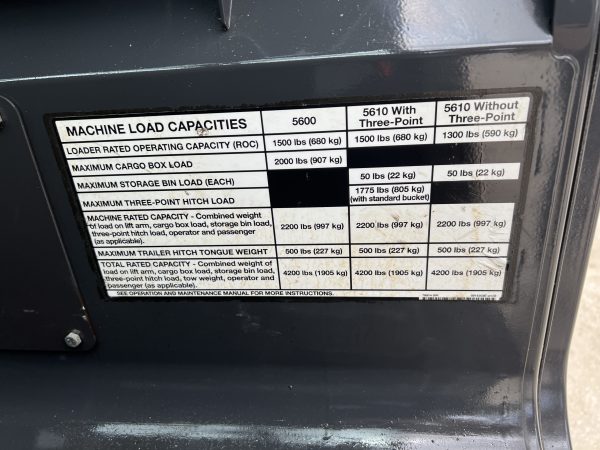 MACHINE LOAD CAPACITIES 5600 5610 With Three-Point 5610 Without Three-Point
LOADER RATED OPERATING CAPACITY (ROC) 1500 lbs (680 kg) 1500 lbs (680 kg) 1300 lbs (590 kg)
MAXIMUM CARGO BOX LOAD 2000 lbs (907 kg)
MAXIMUM STORAGE BIN LOAD (EACH) 50 lbs (22 kg) 50 lbs (22 kg)
MAXIMUM THREE-POINT HITCH LOAD 1775 lbs (805 kg) (with standard bucket)
MACHINE RATED CAPACITY - Combined weight
of load on lift arm, cargo box load, storage bin load,
three-point hitch load, operator and passenger
(as applicable). 2200 lbs (997 kg) 2200 lbs (997 kg) 2200 lbs (997 kg)
MAXIMUM TRAILER HITCH TONGUE WEIGHT 500 lbs (227 kg) 500 lbs (227 kg) 500 lbs (227 kg)
TOTAL RATED CAPACITY - Combined weight of
load on lift arm, cargo box load, storage bin load,
three-point hitch load, tow weight, operator and
passenger (as applicable). 4200 lbs (1905 kg) 4200 lbs (1905 kg) 4200 lbs (1905 kg)
SEE OPERATION AND MAINTENANCE MANUAL FOR MORE INSTRUCTIONS.